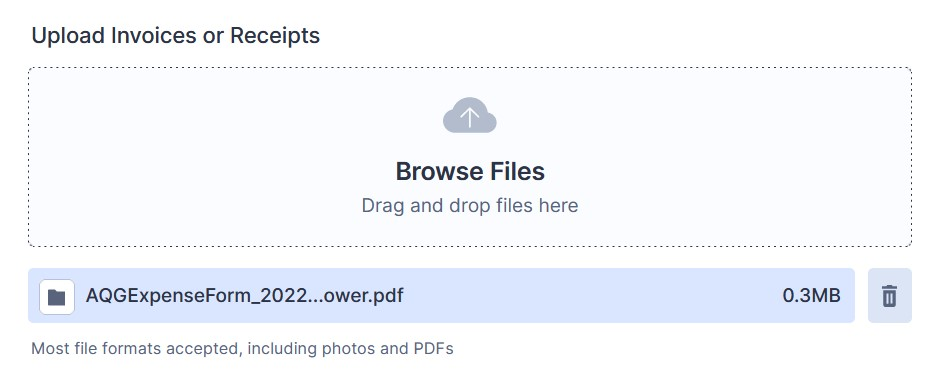 Upload Invoices or Receipts
Browse Files
Drag and drop files here
AQGExpenseForm_2022...ower.pdf 0.3MB
Most file formats accepted, including photos and PDFs